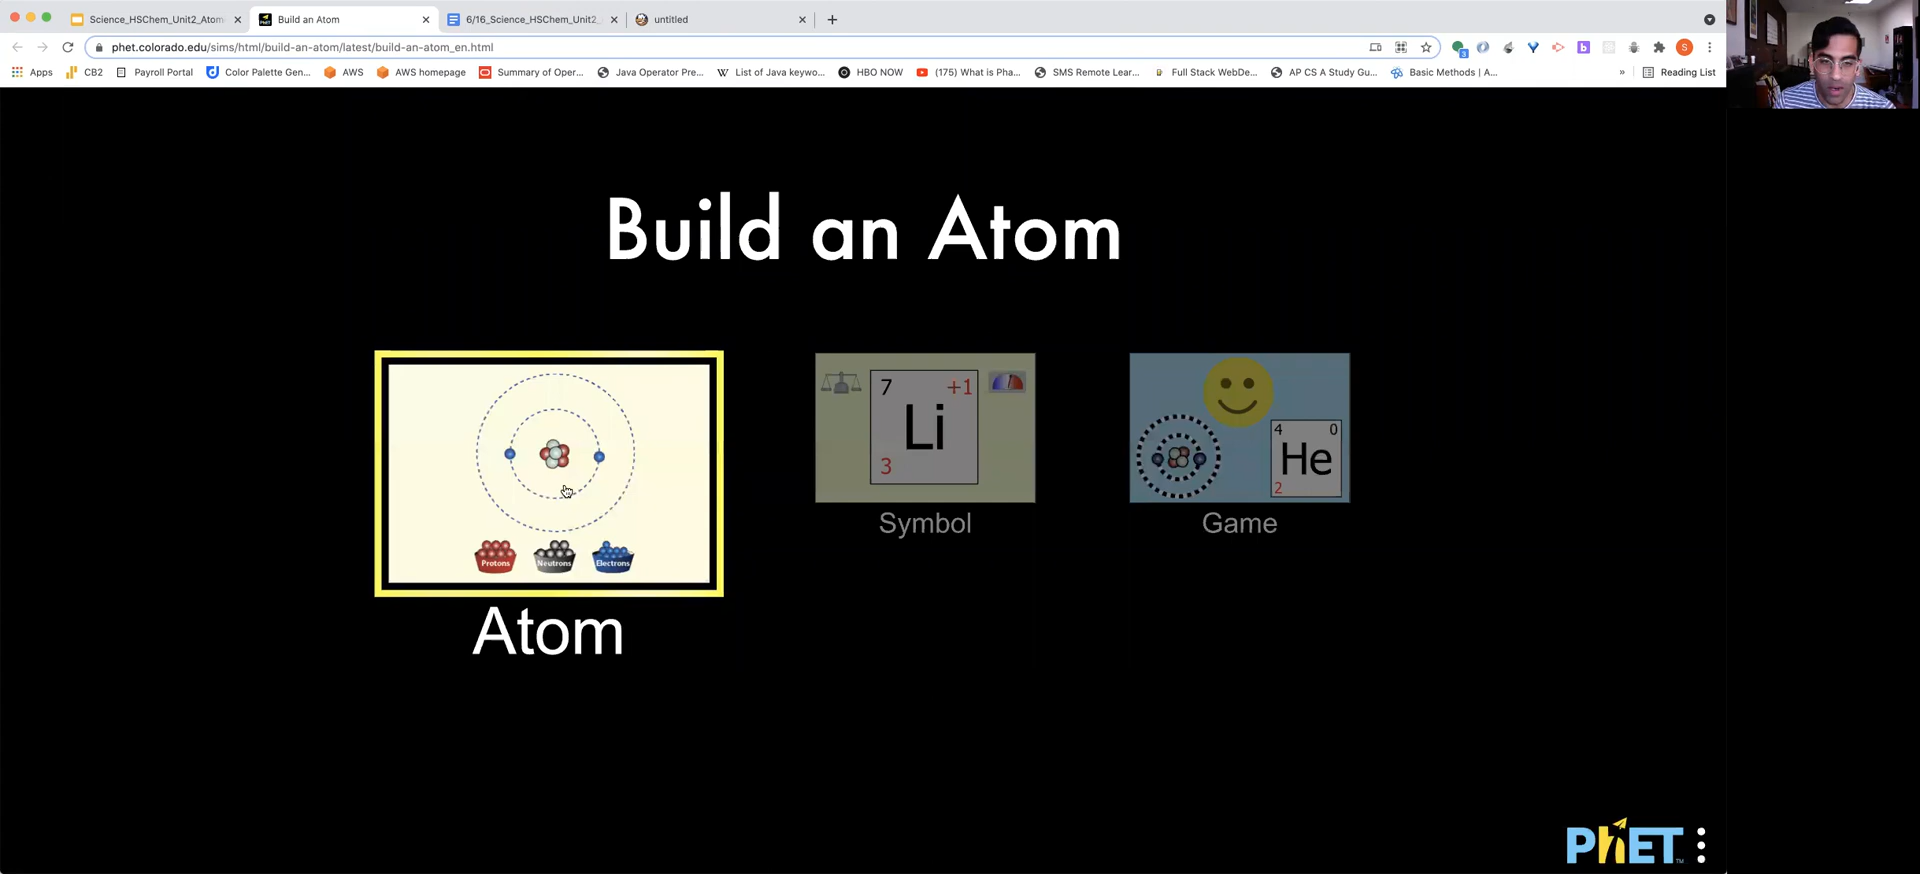 Science_HSChem_Unit2_Atom
Build an Atom
6/16_Science_HSChem_Unit2_
untitled
phet.colorado.edu/sims/html/build-an-atom/latest/build-an-atom_en.html
Apps
CB2
Payroll Portal
Color Palette Gen...
AWS
AWS homepage
Summary of Oper...
Java Operator Pre...
List of Java keywo...
HBO NOW
(175) What is Pha...
SMS Remote Lear...
Full Stack WebDe...
AP CS A Study Gu...
Basic Methods | A...
»
Reading List
Build an Atom
Protons
Neutrons
Electrons
Atom
7 +1
Li
3
Symbol
4 0
He
2
Game
PhET